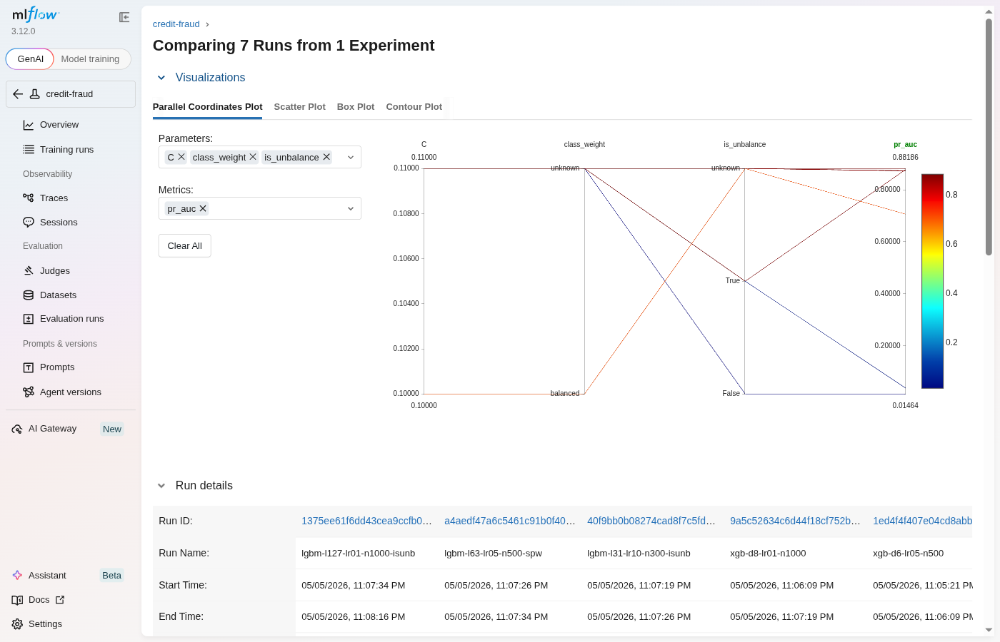 mlflow
3.12.0
GenAI
Model training
credit-fraud
Overview
Training runs
Observability
Traces
Sessions
Evaluation
Judges
Datasets
Evaluation runs
Prompts & versions
Prompts
Agent versions
AI Gateway New
Assistant Beta
Docs
Settings
credit-fraud
Comparing 7 Runs from 1 Experiment
Visualizations
Parallel Coordinates Plot Scatter Plot Box Plot Contour Plot
Parameters:
C class_weight is_unbalance
Metrics:
pr_auc
Clear All
C class_weight is_unbalance pr_auc
0.11000 0.88186
0.11000 unknown unknown
0.80000
0.8
0.10800
0.60000 0.6
0.10600
True
0.40000 0.4
0.10400
0.20000 0.2
0.10200
0.10000 balanced False
0.10000 0.01464
Run details
Run ID: 1375ee61f6dd43cea9ccfb0... a4aedf47a6c5461c91b0f40... 40f9bb0b08274cad8f7c5fd... 9a5c52634c6d44f18cf752b... 1ed4f4f407e04cd8abb
Run Name: lgbm-l127-lr01-n1000-isunb lgbm-l63-lr05-n500-spw lgbm-l31-lr10-n300-isunb xgb-d8-lr01-n1000 xgb-d6-lr05-n500
Start Time: 05/05/2026, 11:07:34 PM 05/05/2026, 11:07:26 PM 05/05/2026, 11:07:19 PM 05/05/2026, 11:06:09 PM 05/05/2026, 11:05:21 PM
End Time: 05/05/2026, 11:08:16 PM 05/05/2026, 11:07:34 PM 05/05/2026, 11:07:26 PM 05/05/2026, 11:07:19 PM 05/05/2026, 11:06:09 PM